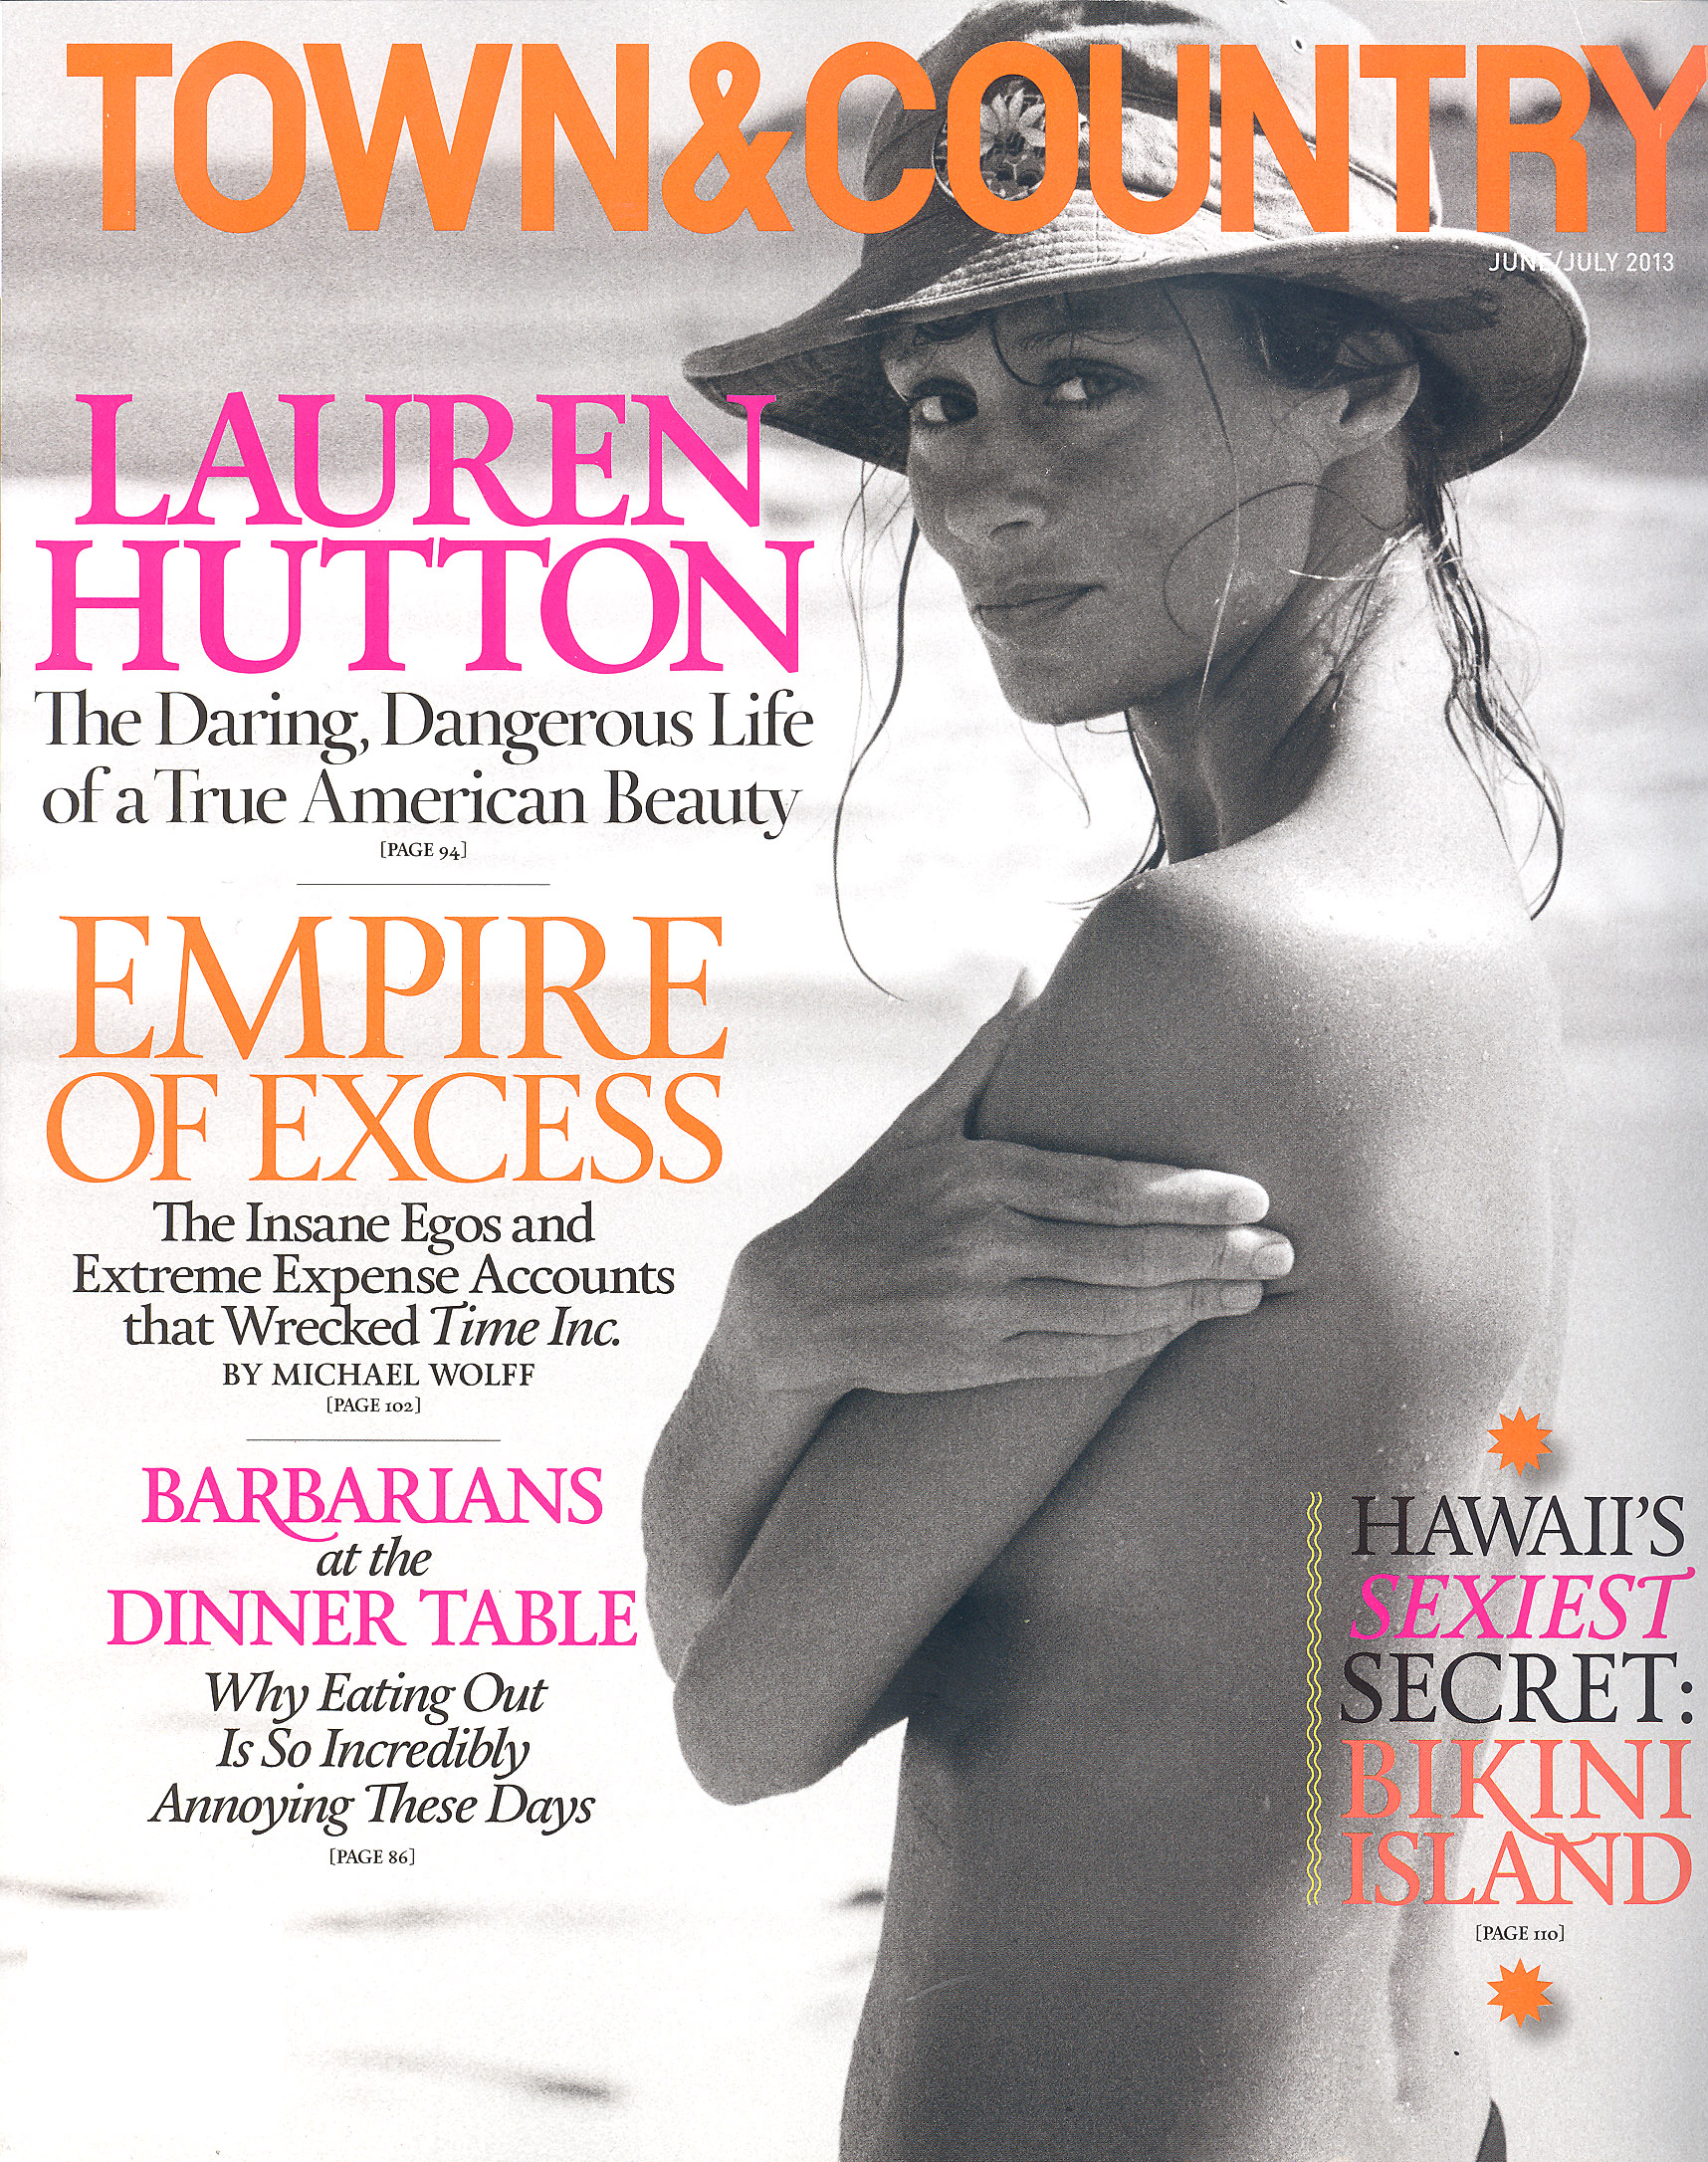 TOWN&COUNTRY
JUNE/JULY 2013
LAUREN
HUTTON
The Daring, Dangerous Life
of a True American Beauty
[PAGE 94]
EMPIRE
OF EXCESS
The Insane Egos and
Extreme Expense Accounts
that Wrecked Time Inc.
BY MICHAEL WOLFF
[PAGE 102]
BARBARIANS
at the
DINNER TABLE
Why Eating Out
Is So Incredibly
Annoying These Days
[PAGE 86]
HAWAII'S
SEXIEST
SECRET:
BIKINI
ISLAND
[PAGE 110]